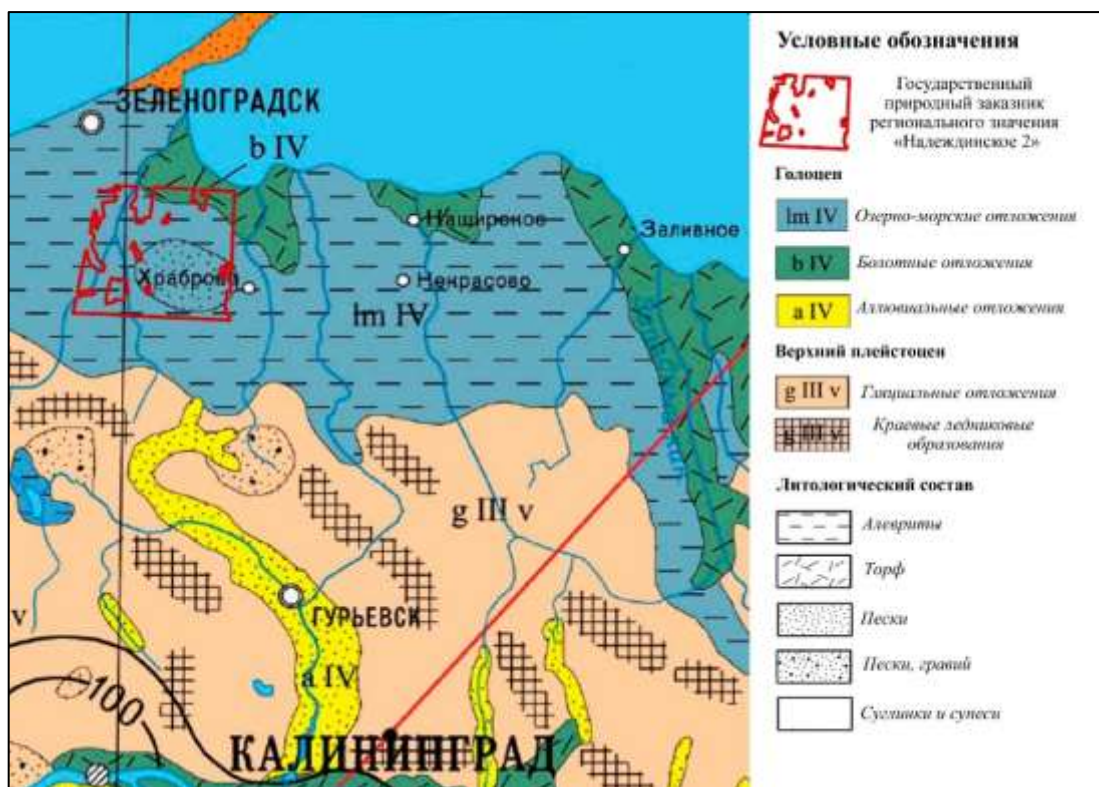 ЗЕЛЕНОГРАДСК
b IV
Нашироное
Заливное
Храброво
Некрасово
lm IV
g III v
v
ГУРЬЕВСК
a IV
100
КАЛИНИНГРАД
Условные обозначения
Государственный
природный заказник
регионального значения
«Надеждинское 2»
Голоцен
lm IV Озерно-морские отложения
b IV Болотные отложения
a IV Аллювиальные отложения
Верхний плейстоцен
g III v Гляциальные отложения
g III v Краевые ледниковые
образования
Литологический состав
Алевриты
Торф
Пески
Пески, гравий
Суглинки и супеси